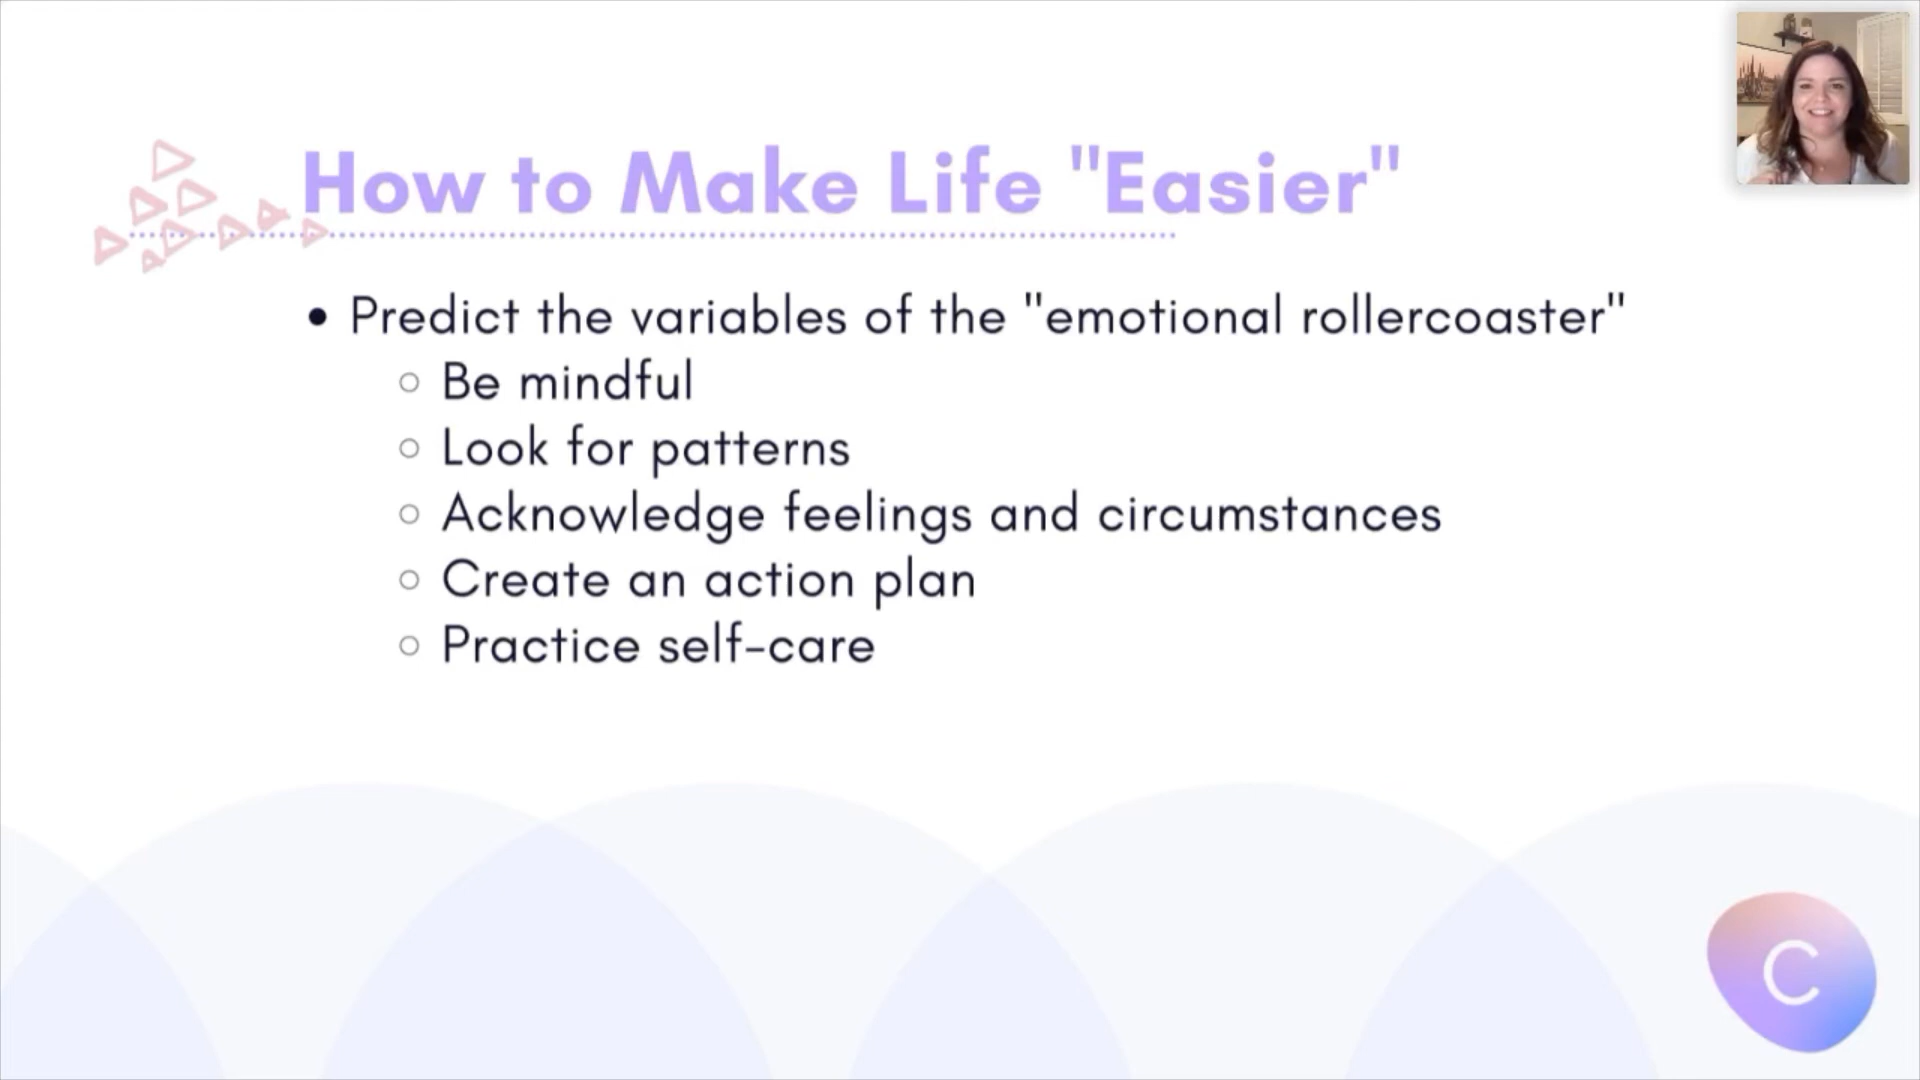 How to Make Life "Easier"
Predict the variables of the "emotional rollercoaster"
Be mindful
Look for patterns
Acknowledge feelings and circumstances
Create an action plan
Practice self-care
C